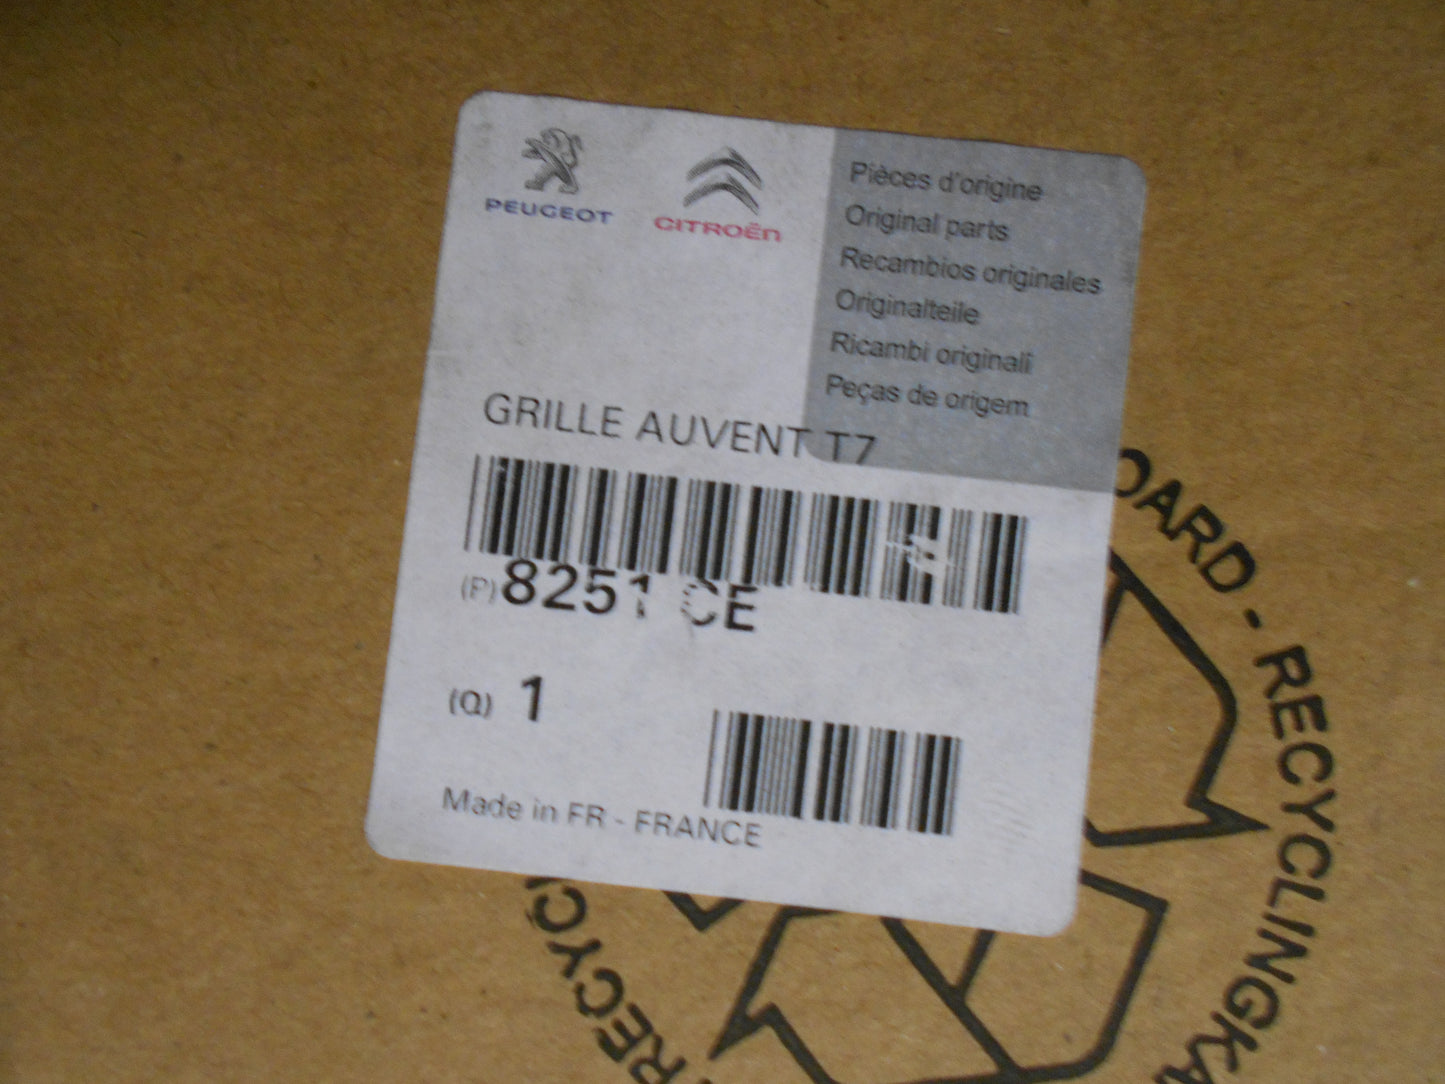 PEUGEOT
CITROËN
Pièces d'origine
Original parts
Recambios originales
Originalteile
Ricambi originali
Peças de origem
GRILLE AUVENT T7
(P) 8251 CE
(Q) 1
Made in FR - FRANCE
OARD - RECYCLINGKA
RECYC